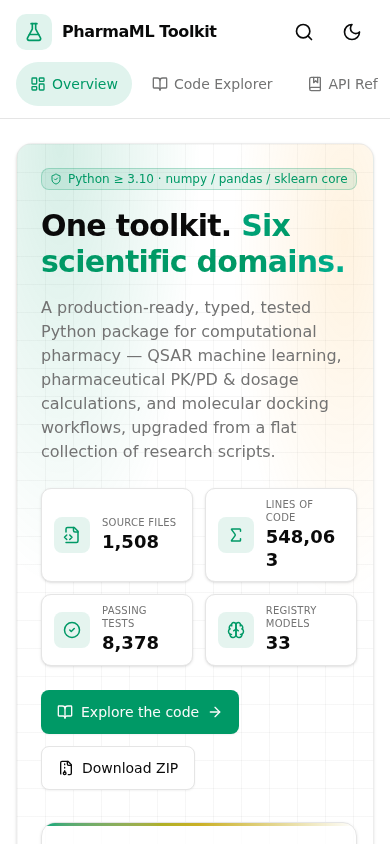 PharmaML Toolkit
Overview
Code Explorer
API Ref
Python ≥ 3.10 · numpy / pandas / sklearn core
One toolkit. Six
scientific domains.
A production-ready, typed, tested
Python package for computational
pharmacy — QSAR machine learning,
pharmaceutical PK/PD & dosage
calculations, and molecular docking
workflows, upgraded from a flat
collection of research scripts.
SOURCE FILES
1,508
LINES OF
CODE
548,06
3
PASSING
TESTS
8,378
REGISTRY
MODELS
33
Explore the code
Download ZIP